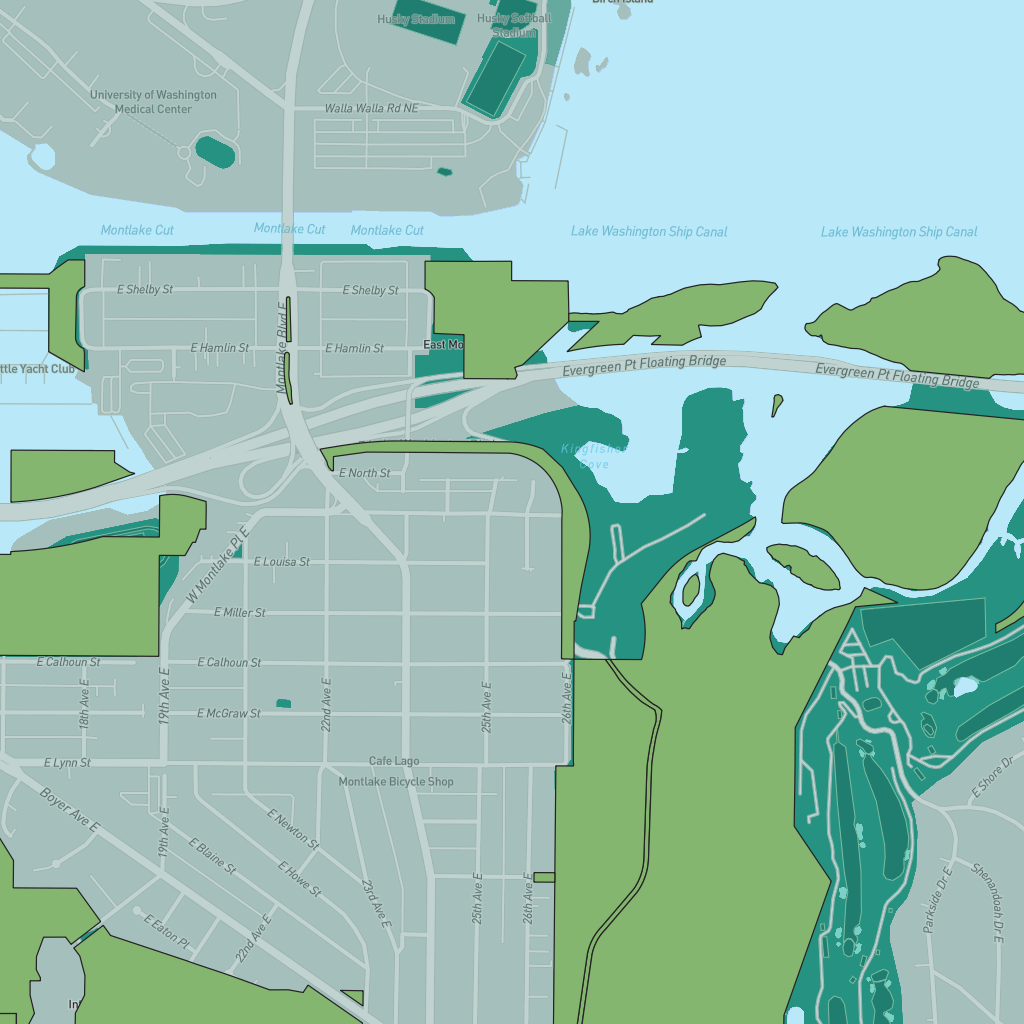 Husky Stadium
Husky Softball
Stadium
University of Washington
Medical Center
Walla Walla Rd NE
Montlake Cut
Montlake Cut
Montlake Cut
Lake Washington Ship Canal
Lake Washington Ship Canal
E Shelby St
E Shelby St
Montlake Blvd E
E Hamlin St
E Hamlin St
East Mo
Evergreen Pt Floating Bridge
Evergreen Pt Floating Bridge
ttle Yacht Club
Kingfisher
Cove
E North St
W Montlake Pl E
E Louisa St
E Miller St
E Calhoun St
E Calhoun St
18th Ave E
19th Ave E
22nd Ave E
25th Ave E
26th Ave E
E McGraw St
E Lynn St
Cafe Lago
Montlake Bicycle Shop
Boyer Ave E
19th Ave E
E Newton St
E Blaine St
E Howe St
23rd Ave E
25th Ave E
26th Ave E
E Eaton Pl
22nd Ave E
E Shore Dr
Parkside Dr E
Shenandoah Dr E